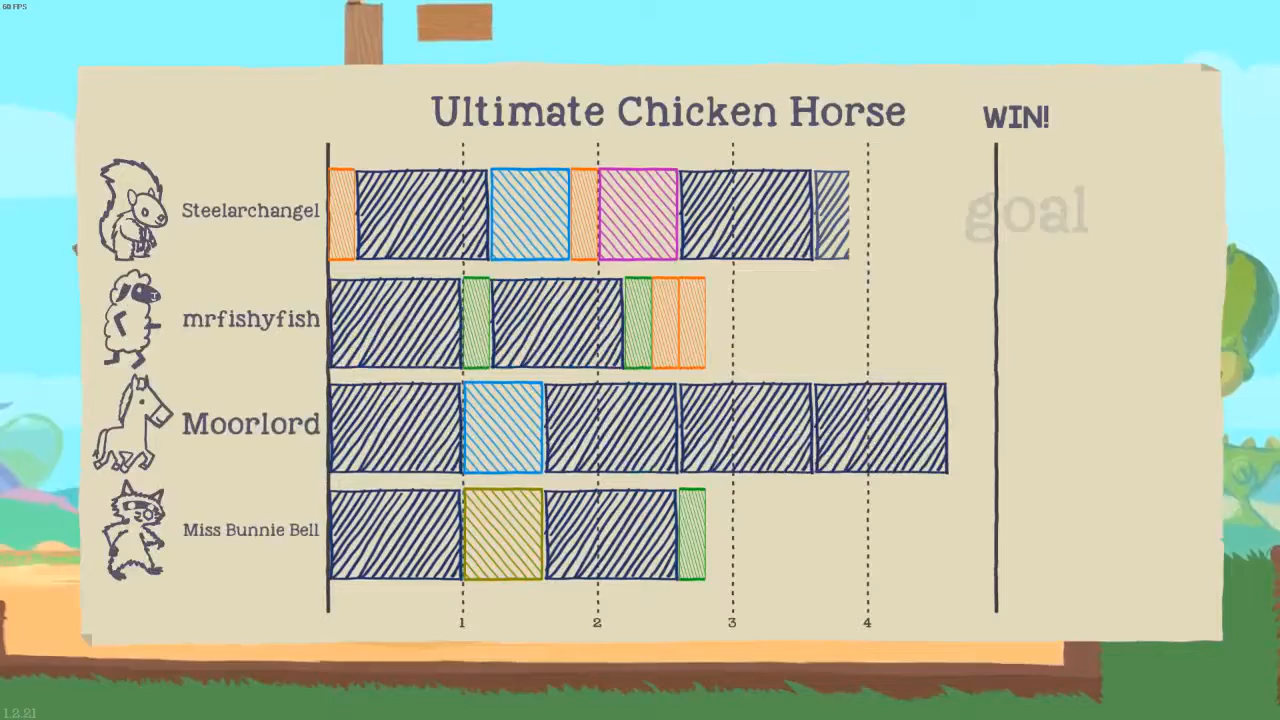 60 FPS
Ultimate Chicken Horse
WIN!
goal
Steelarchangel
mrfishyfish
Moorlord
Miss Bunnie Bell
1 2 3 4
1.2.21